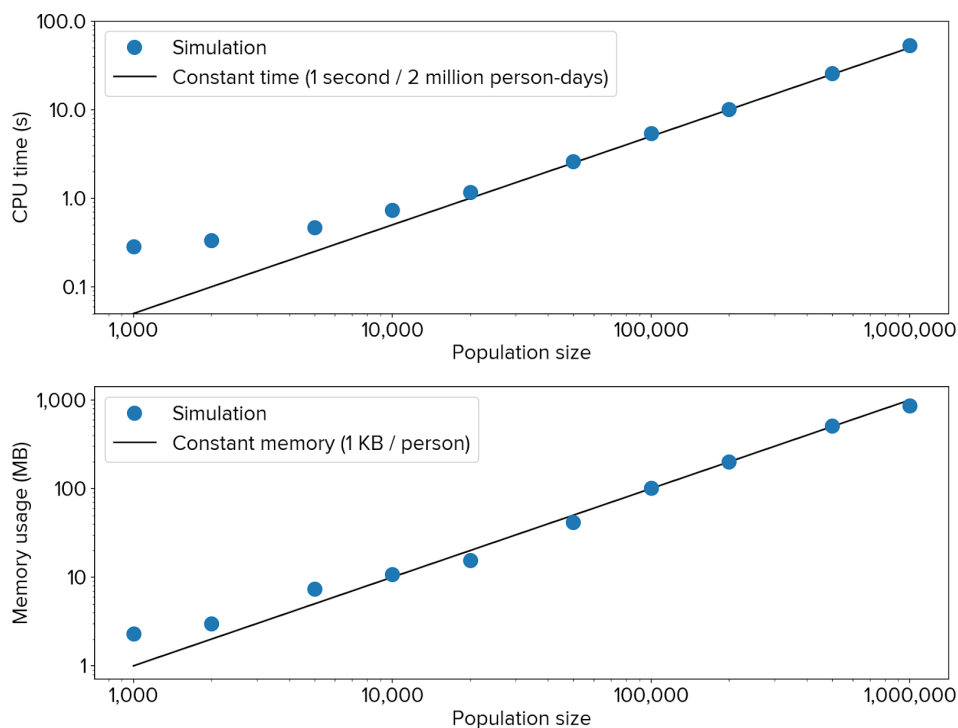 100.0
10.0
1.0
0.1
CPU time (s)
Simulation
Constant time (1 second / 2 million person-days)
1,000
10,000
100,000
1,000,000
Population size
1,000
100
10
1
Memory usage (MB)
Simulation
Constant memory (1 KB / person)
1,000
10,000
100,000
1,000,000
Population size